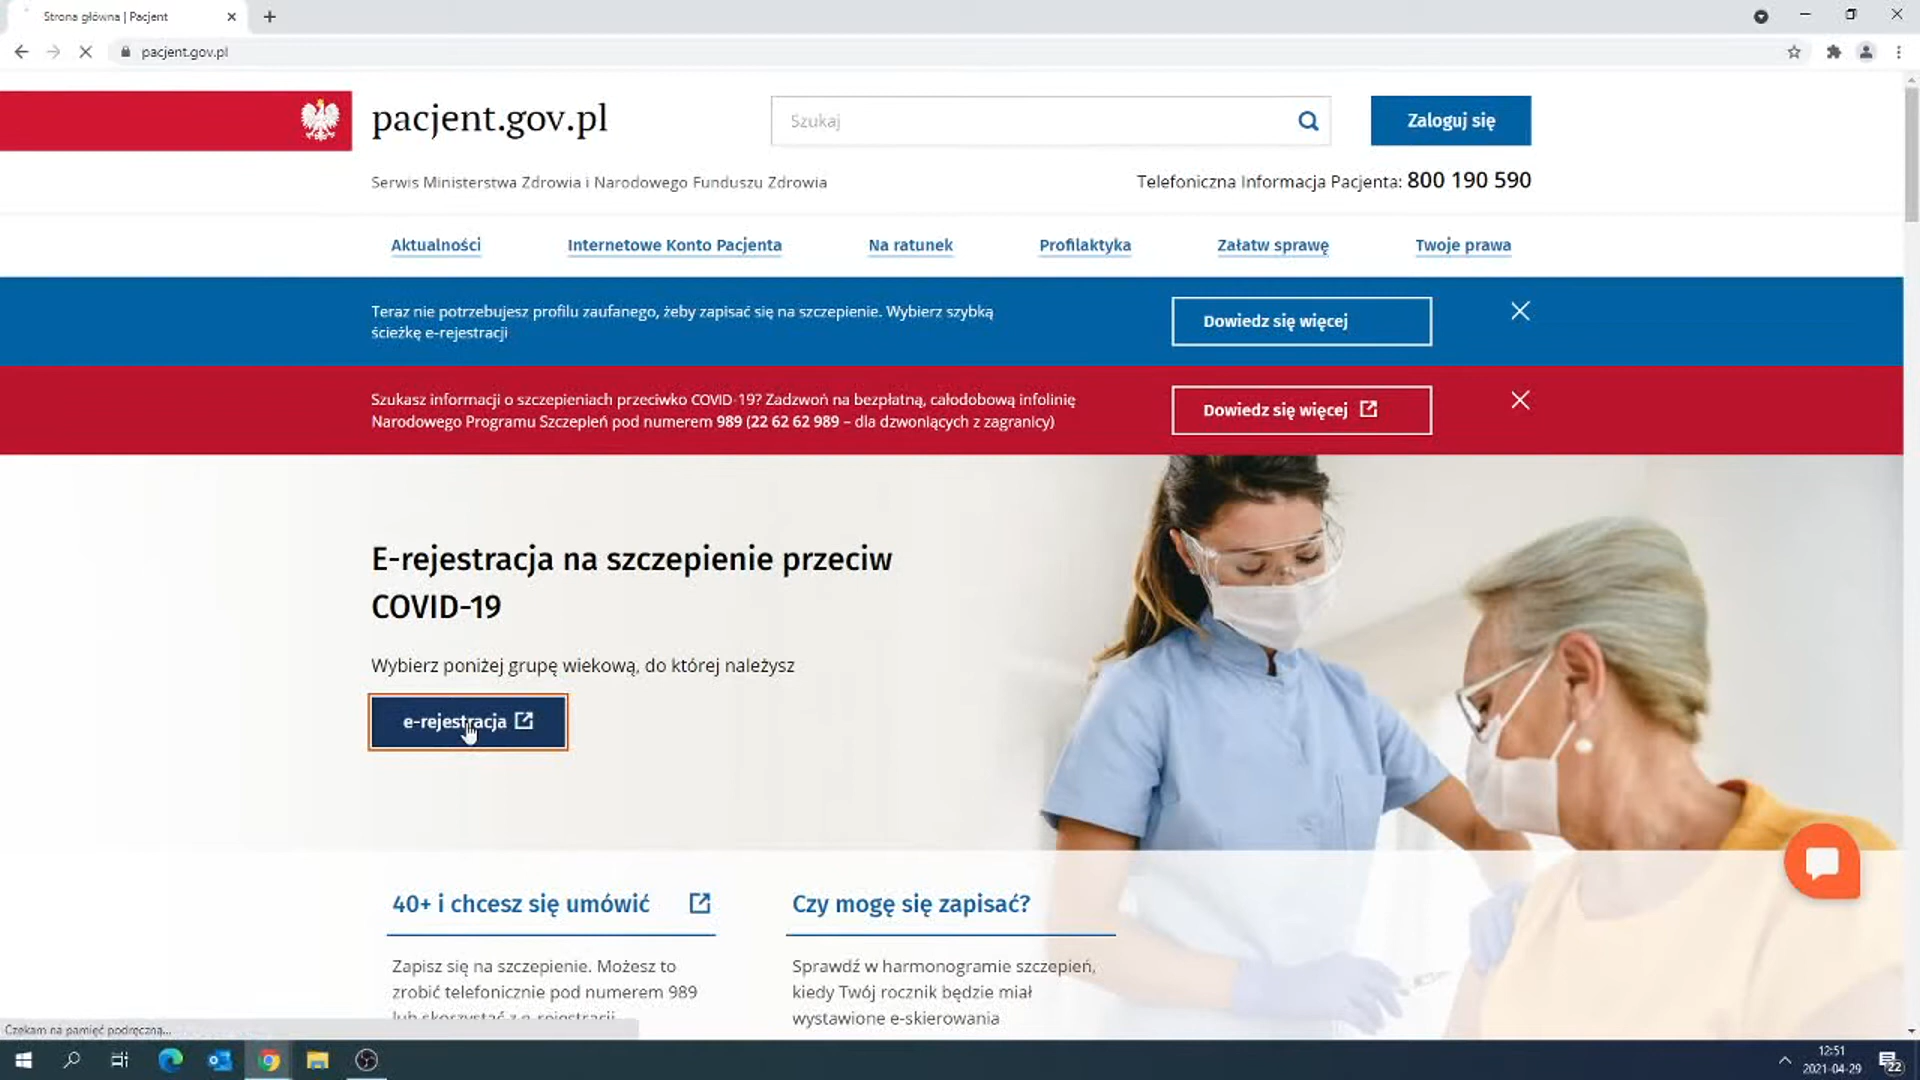 Strona główna | Pacjent
pacjent.gov.pl
pacjent.gov.pl
Szukaj
Zaloguj się
Serwis Ministerstwa Zdrowia i Narodowego Funduszu Zdrowia
Telefoniczna Informacja Pacjenta: 800 190 590
Aktualności Internetowe Konto Pacjenta Na ratunek Profilaktyka Załatw sprawę Twoje prawa
Teraz nie potrzebujesz profilu zaufanego, żeby zapisać się na szczepienie. Wybierz szybką
ścieżkę e-rejestracji
Dowiedz się więcej
Szukasz informacji o szczepieniach przeciwko COVID-19? Zadzwoń na bezpłatną, całodobową infolinię
Narodowego Programu Szczepień pod numerem 989 (22 62 62 989 – dla dzwoniących z zagranicy)
Dowiedz się więcej
E-rejestracja na szczepienie przeciw
COVID-19
Wybierz poniżej grupę wiekową, do której należysz
e-rejestracja
40+ i chcesz się umówić
Zapisz się na szczepienie. Możesz to
zrobić telefonicznie pod numerem 989
lub skorzystać z e-rejestracji
Czy mogę się zapisać?
Sprawdź w harmonogramie szczepień,
kiedy Twój rocznik będzie miał
wystawione e-skierowania
Czekam na pamięć podręczną...
12:51
2021-04-29
22